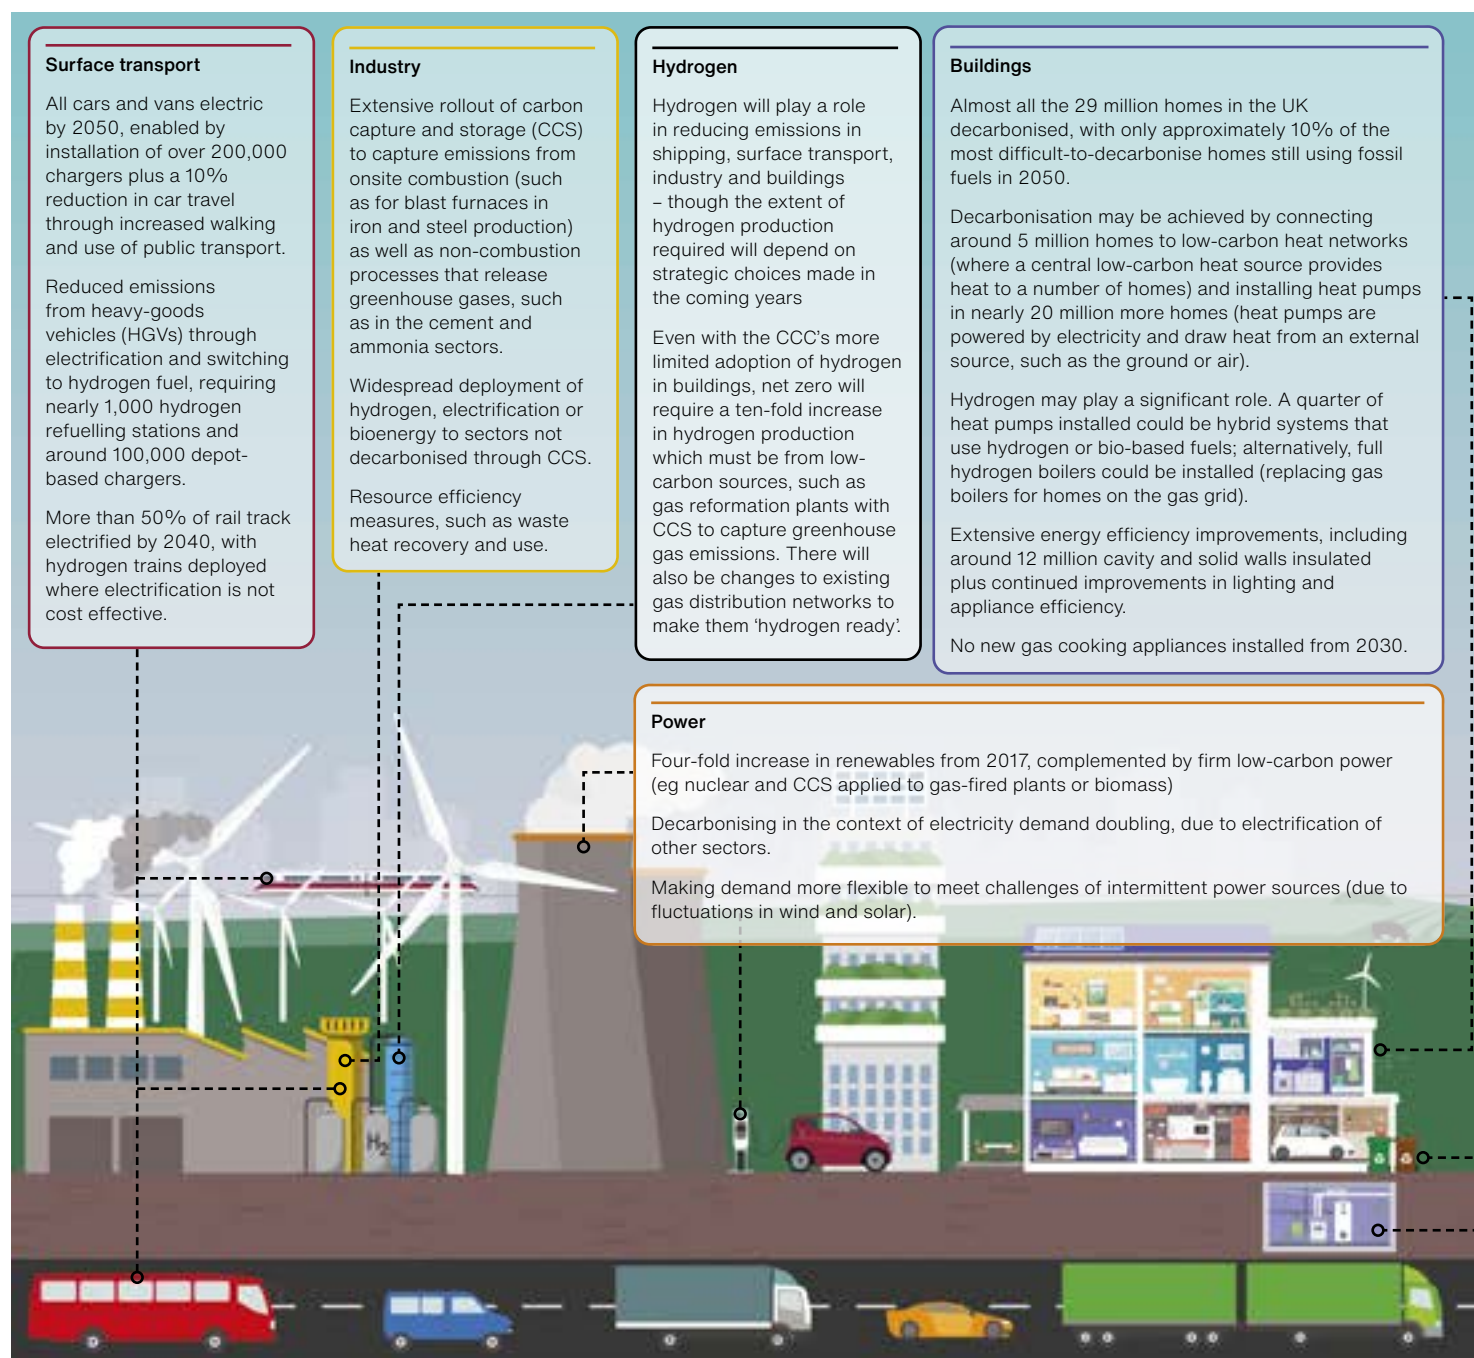 Surface transport
All cars and vans electric
by 2050, enabled by
installation of over 200,000
chargers plus a 10%
reduction in car travel
through increased walking
and use of public transport.
Reduced emissions
from heavy-goods
vehicles (HGVs) through
electrification and switching
to hydrogen fuel, requiring
nearly 1,000 hydrogen
refuelling stations and
around 100,000 depot-
based chargers.
More than 50% of rail track
electrified by 2040, with
hydrogen trains deployed
where electrification is not
cost effective.
Industry
Extensive rollout of carbon
capture and storage (CCS)
to capture emissions from
onsite combustion (such
as for blast furnaces in
iron and steel production)
as well as non-combustion
processes that release
greenhouse gases, such
as in the cement and
ammonia sectors.
Widespread deployment of
hydrogen, electrification or
bioenergy to sectors not
decarbonised through CCS.
Resource efficiency
measures, such as waste
heat recovery and use.
Hydrogen
Hydrogen will play a role
in reducing emissions in
shipping, surface transport,
industry and buildings
– though the extent of
hydrogen production
required will depend on
strategic choices made in
the coming years
Even with the CCC's more
limited adoption of hydrogen
in buildings, net zero will
require a ten-fold increase
in hydrogen production
which must be from low-
carbon sources, such as
gas reformation plants with
CCS to capture greenhouse
gas emissions. There will
also be changes to existing
gas distribution networks to
make them 'hydrogen ready'.
Buildings
Almost all the 29 million homes in the UK
decarbonised, with only approximately 10% of the
most difficult-to-decarbonise homes still using fossil
fuels in 2050.
Decarbonisation may be achieved by connecting
around 5 million homes to low-carbon heat networks
(where a central low-carbon heat source provides
heat to a number of homes) and installing heat pumps
in nearly 20 million more homes (heat pumps are
powered by electricity and draw heat from an external
source, such as the ground or air).
Hydrogen may play a significant role. A quarter of
heat pumps installed could be hybrid systems that
use hydrogen or bio-based fuels; alternatively, full
hydrogen boilers could be installed (replacing gas
boilers for homes on the gas grid).
Extensive energy efficiency improvements, including
around 12 million cavity and solid walls insulated
plus continued improvements in lighting and
appliance efficiency.
No new gas cooking appliances installed from 2030.
Power
Four-fold increase in renewables from 2017, complemented by firm low-carbon power
(eg nuclear and CCS applied to gas-fired plants or biomass)
Decarbonising in the context of electricity demand doubling, due to electrification of
other sectors.
Making demand more flexible to meet challenges of intermittent power sources (due to
fluctuations in wind and solar).
H2